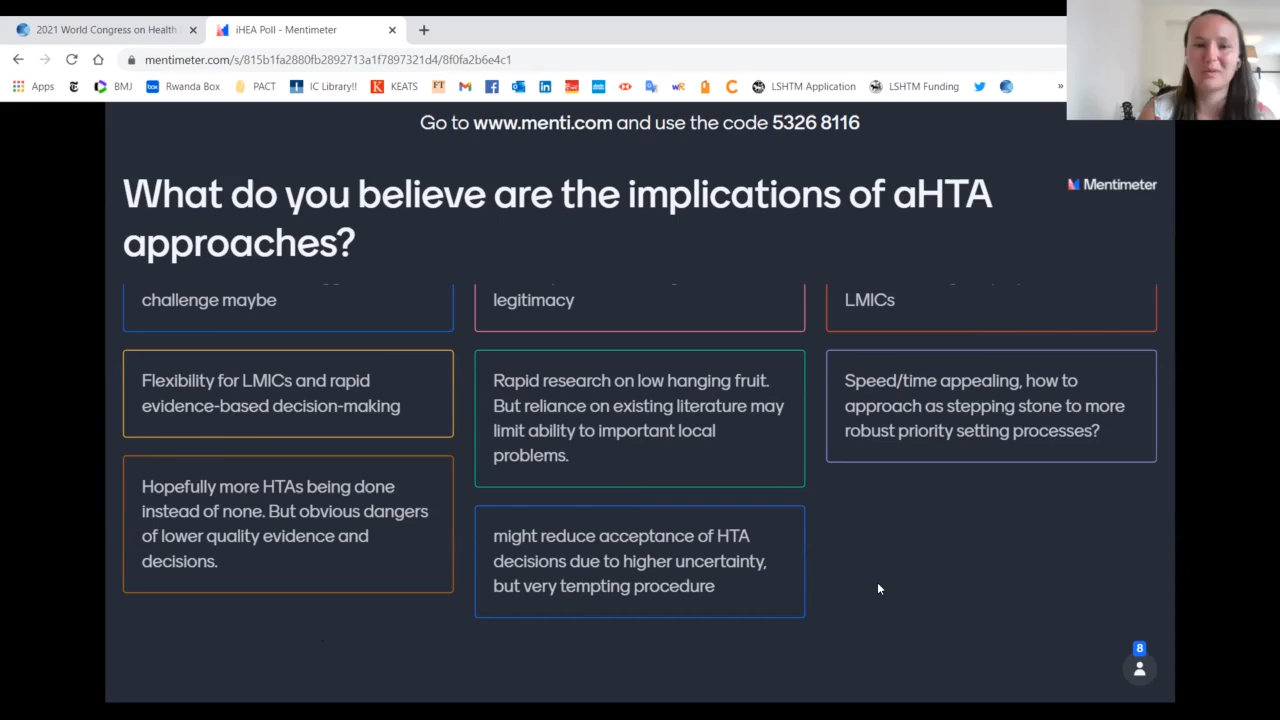 2021 World Congress on Health
iHEA Poll - Mentimeter
mentimeter.com/s/815b1fa2880fb2892713a1f7897321d4/8f0fa2b6e4c1
Apps
BMJ
box
Rwanda Box
PACT
IC Library!!
K
KEATS
FT
LSHTM Application
LSHTM Funding
»
Go to www.menti.com and use the code 5326 8116
What do you believe are the implications of aHTA
approaches?
Mentimeter
challenge maybe
legitimacy
LMICs
Flexibility for LMICs and rapid
evidence-based decision-making
Rapid research on low hanging fruit.
But reliance on existing literature may
limit ability to important local
problems.
Speed/time appealing, how to
approach as stepping stone to more
robust priority setting processes?
Hopefully more HTAs being done
instead of none. But obvious dangers
of lower quality evidence and
decisions.
might reduce acceptance of HTA
decisions due to higher uncertainty,
but very tempting procedure
8